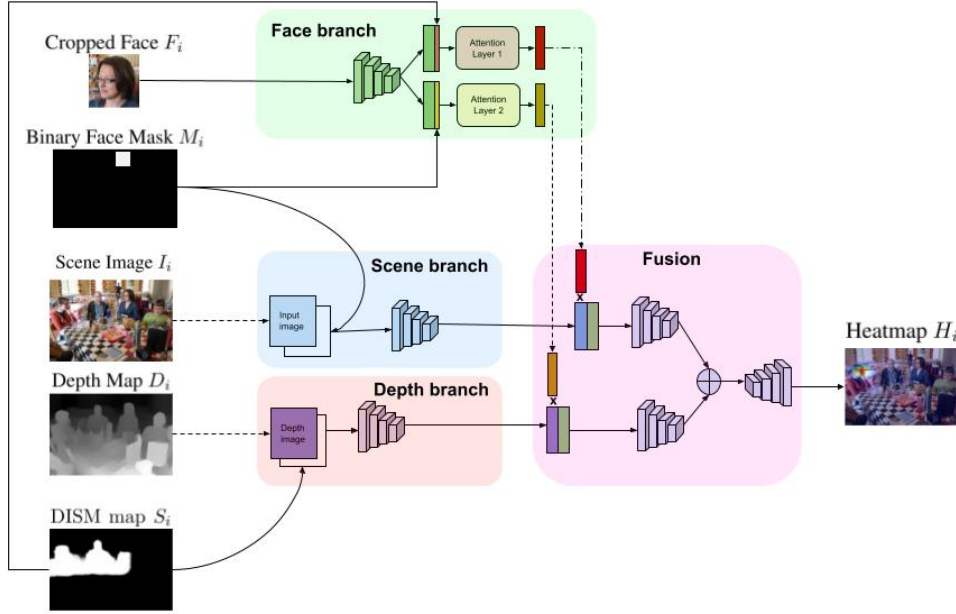 Cropped Face F_i
Face branch
Attention
Layer 1
Attention
Layer 2
Binary Face Mask M_i
Scene Image I_i
Scene branch
Input
image
Fusion
x
Heatmap H_i
Depth Map D_i
Depth branch
x
Depth
image
DISM map S_i